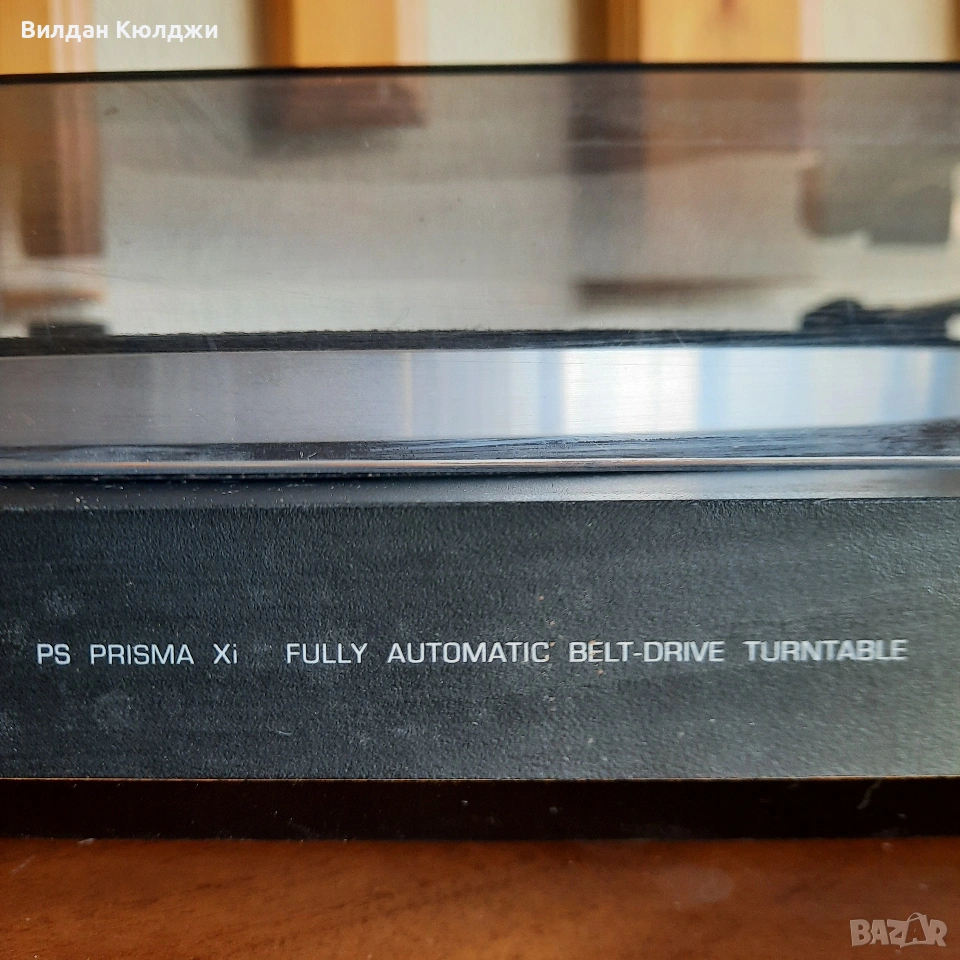 Вилдан Кюлджи
PS PRISMA Xi FULLY AUTOMATIC BELT-DRIVE TURNTABLE
BAZAR